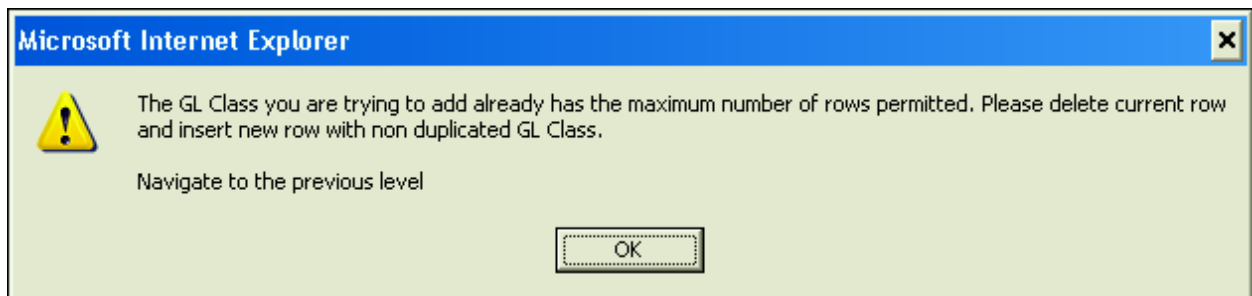 Microsoft Internet Explorer
The GL Class you are trying to add already has the maximum number of rows permitted. Please delete current row
and insert new row with non duplicated GL Class.
Navigate to the previous level
OK